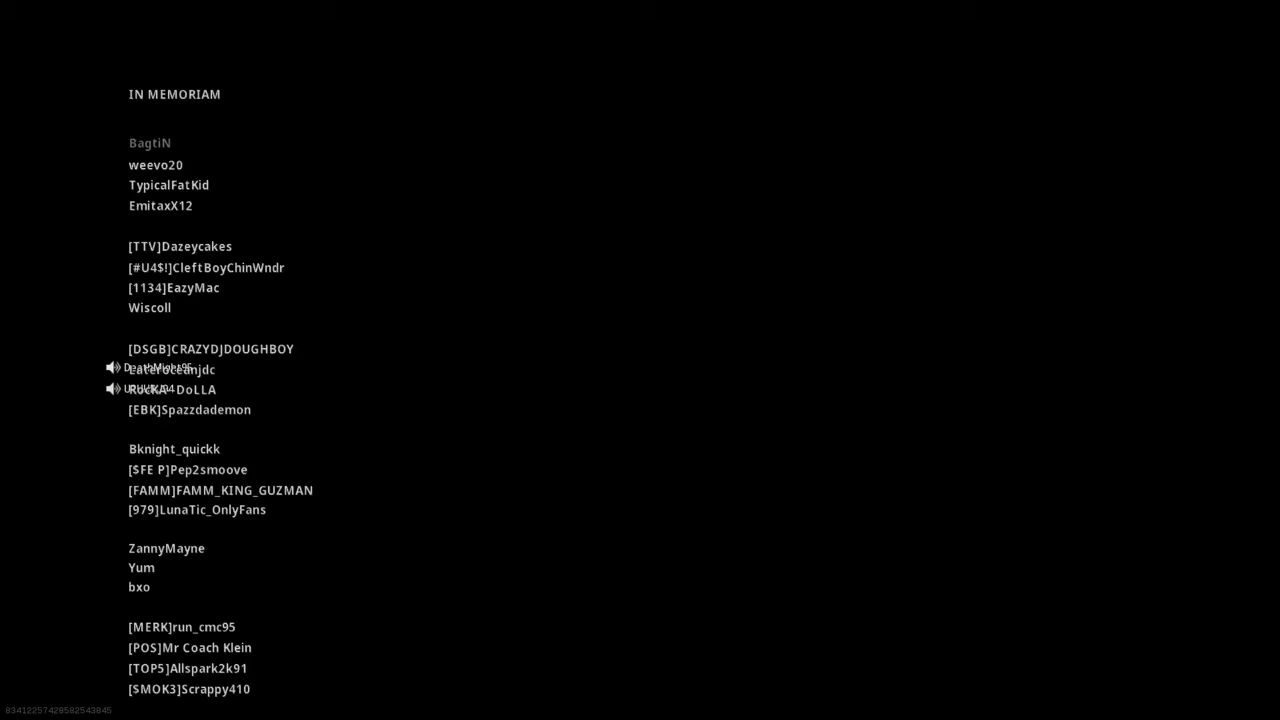 IN MEMORIAM
BagtiN
weevo20
TypicalFatKid
EmitaxX12
[TTV]Dazeycakes
[#U4$!]CleftBoyChinWndr
[1134]EazyMac
Wiscoll
[DSGB]CRAZYDJDOUGHBOY
[EBK]Spazzdademon
Bknight_quickk
[$FE P]Pep2smoove
[FAMM]FAMM_KING_GUZMAN
[979]LunaTic_OnlyFans
ZannyMayne
Yum
bxo
[MERK]run_cmc95
[POS]Mr Coach Klein
[TOP5]Allspark2k91
[$MOK3]Scrappy410